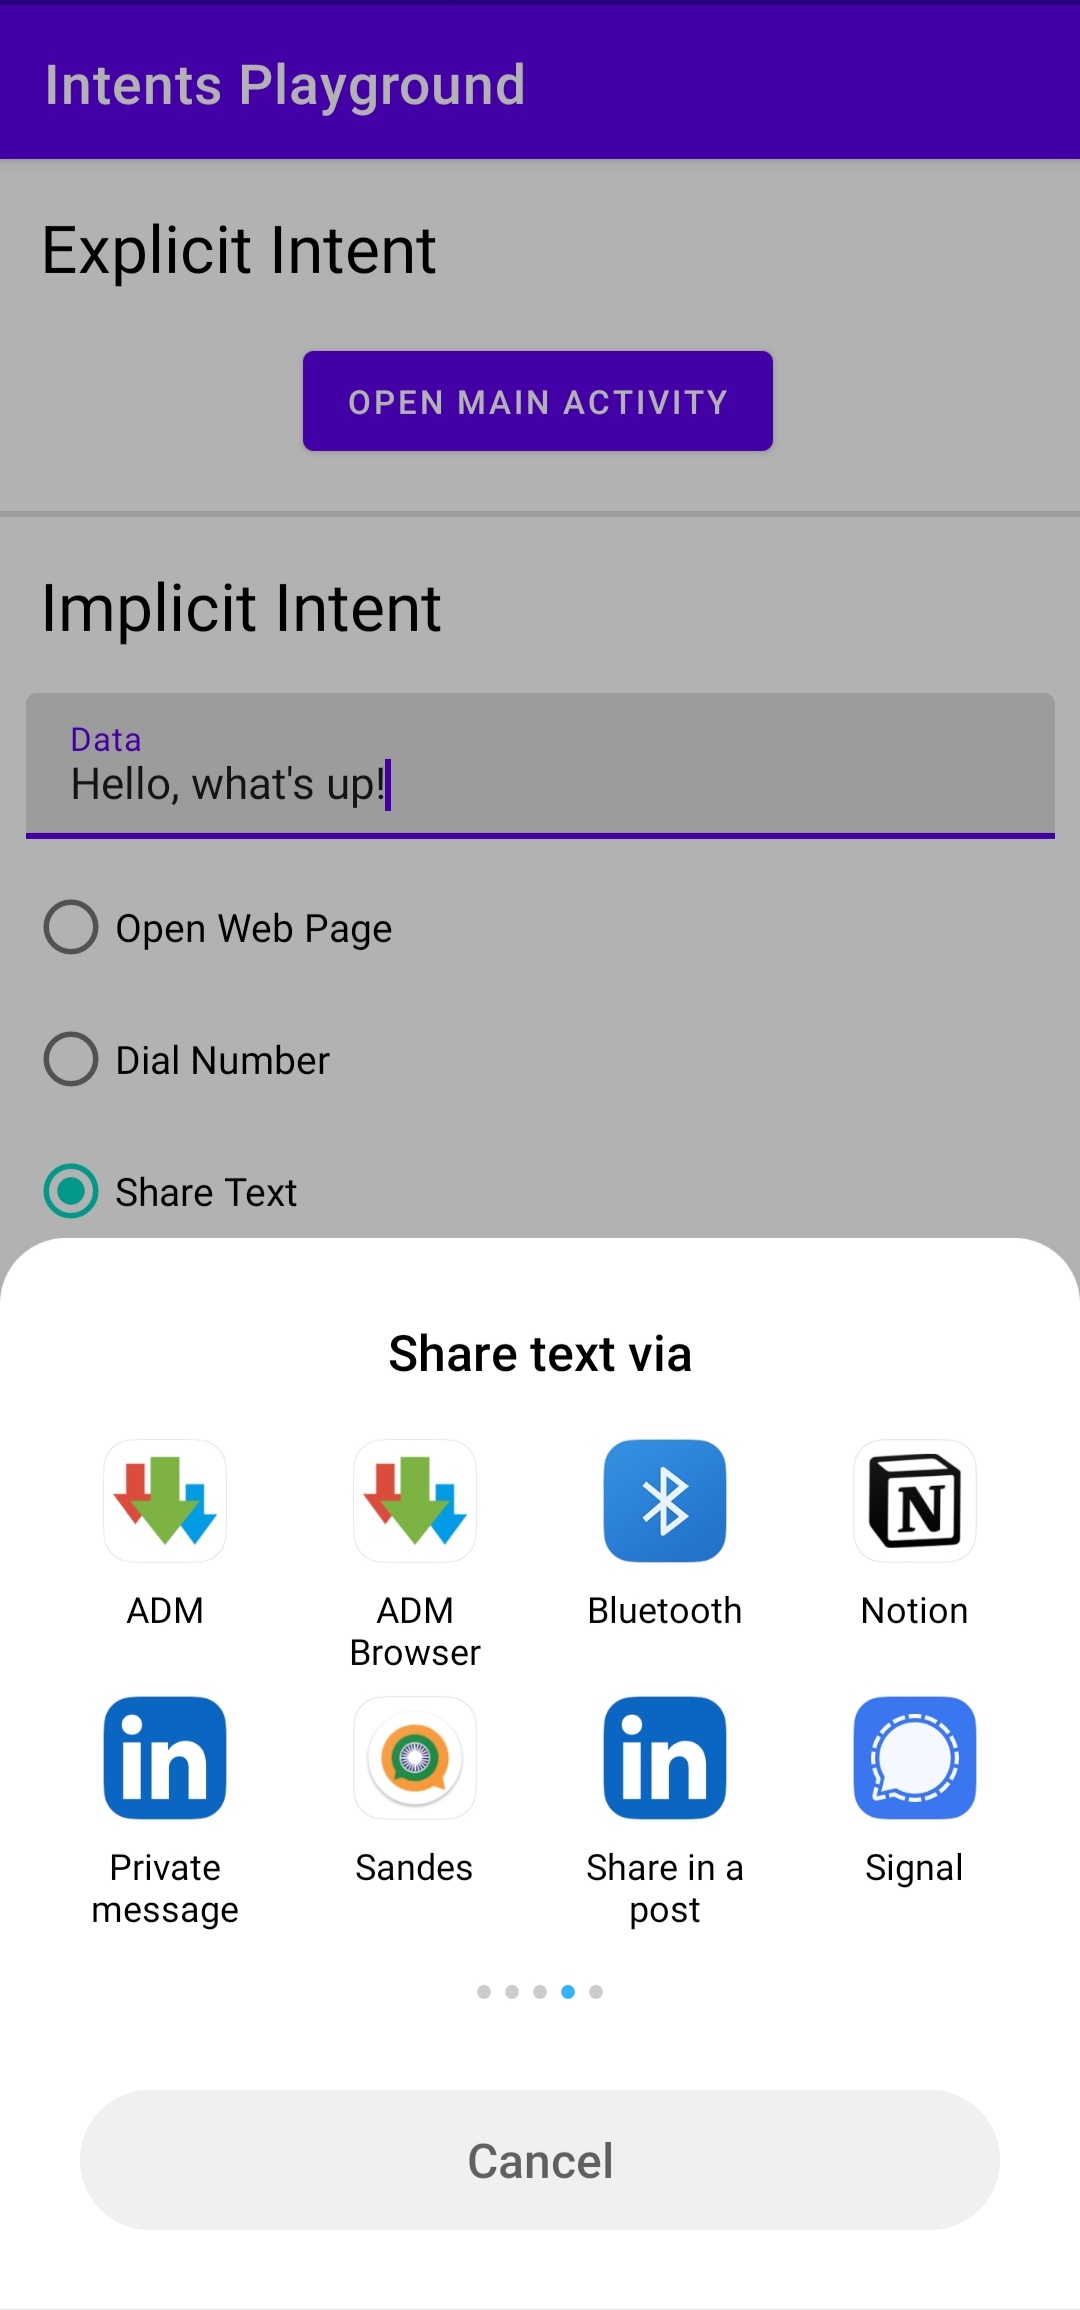 Intents Playground
Explicit Intent
OPEN MAIN ACTIVITY
Implicit Intent
Data
Hello, what's up!
Open Web Page
Dial Number
Share Text
Share text via
ADM
ADM
Browser
Bluetooth
N
Notion
in
Private
message
Sandes
in
Share in a
post
Signal
Cancel